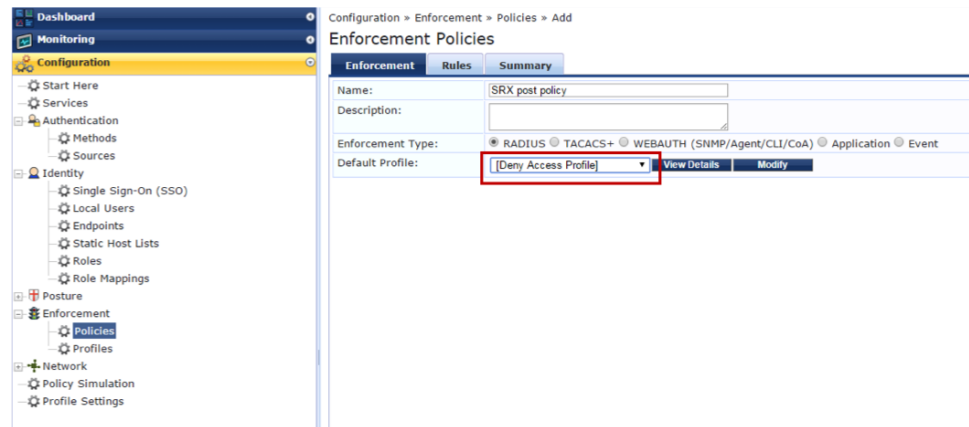 Dashboard
Monitoring
Configuration
Start Here
Services
Authentication
Methods
Sources
Identity
Single Sign-On (SSO)
Local Users
Endpoints
Static Host Lists
Roles
Role Mappings
Posture
Enforcement
Policies
Profiles
Network
Policy Simulation
Profile Settings
Configuration » Enforcement » Policies » Add
Enforcement Policies
Enforcement Rules Summary
Name: SRX post policy
Description:
Enforcement Type: RADIUS TACACS+ WEBAUTH (SNMP/Agent/CLI/CoA) Application Event
Default Profile: [Deny Access Profile] View Details Modify